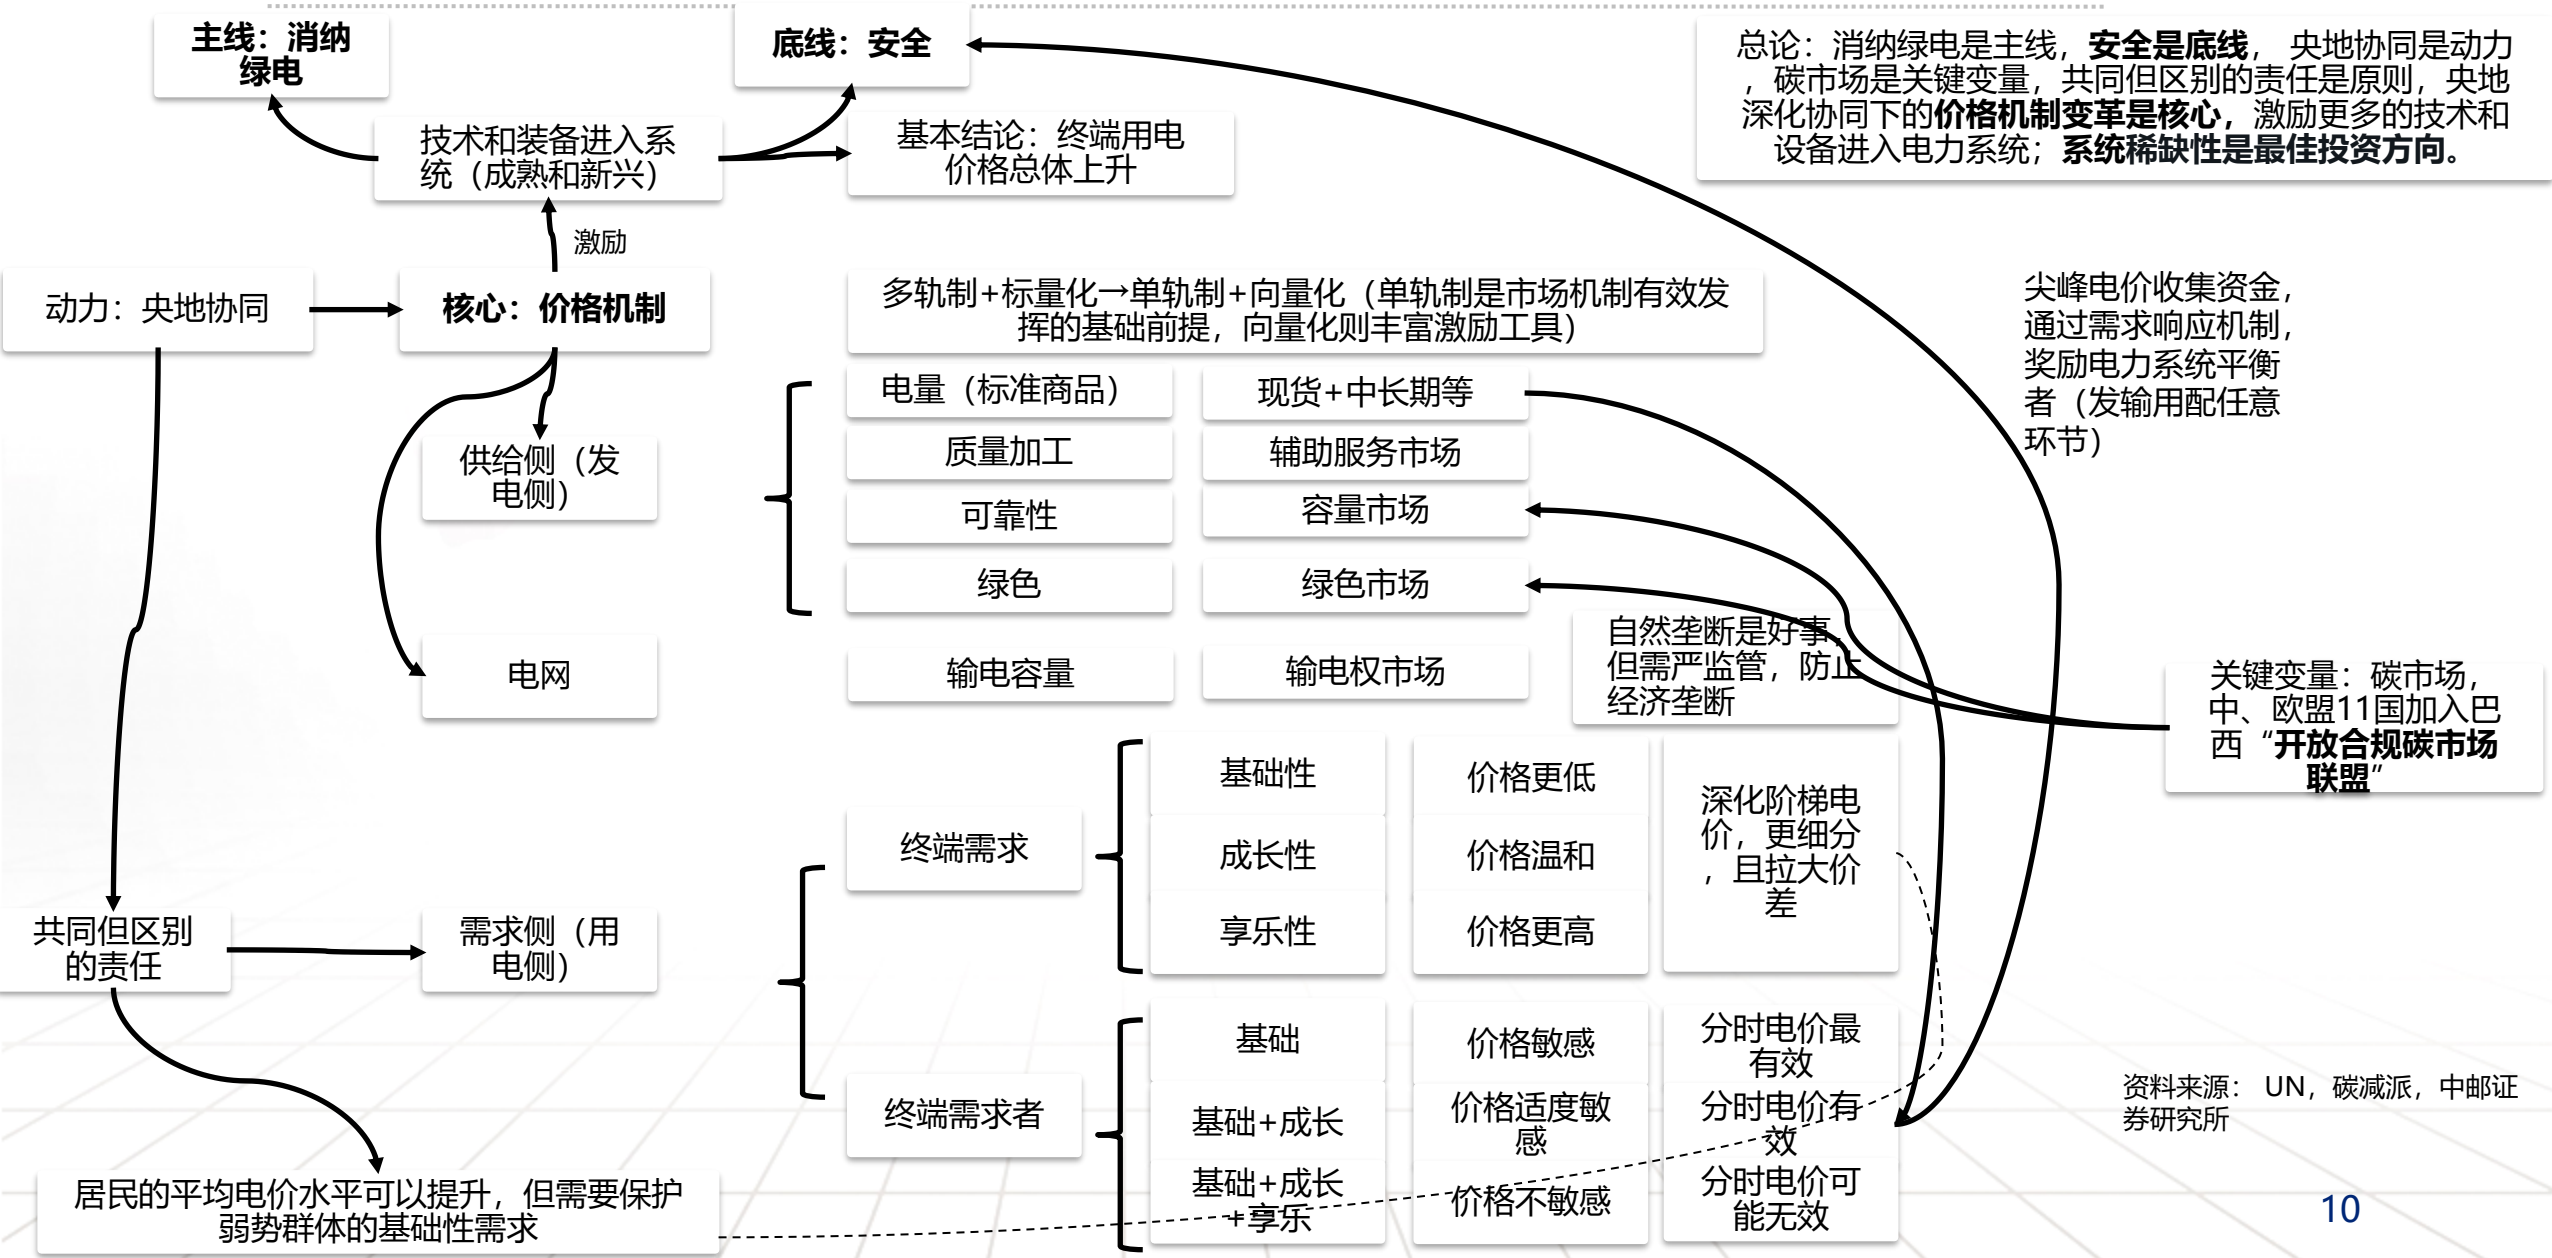 主线：消纳
绿电
底线：安全
总论：消纳绿电是主线，安全是底线， 央地协同是动力
，碳市场是关键变量，共同但区别的责任是原则，央地
深化协同下的价格机制变革是核心，激励更多的技术和
设备进入电力系统；系统稀缺性是最佳投资方向。
技术和装备进入系
统（成熟和新兴）
基本结论：终端用电
价格总体上升
激励
动力：央地协同
核心：价格机制
多轨制+标量化→单轨制+向量化（单轨制是市场机制有效发
挥的基础前提，向量化则丰富激励工具）
尖峰电价收集资金，
通过需求响应机制，
奖励电力系统平衡
者（发输用配任意
环节）
供给侧（发
电侧）
电量（标准商品）
现货+中长期等
质量加工
辅助服务市场
可靠性
容量市场
绿色
绿色市场
电网
输电容量
输电权市场
自然垄断是好事，
但需严监管，防止
经济垄断
关键变量：碳市场，
中、欧盟11国加入巴
西“开放合规碳市场
联盟”
共同但区别
的责任
需求侧（用
电侧）
终端需求
基础性
价格更低
成长性
价格温和
享乐性
价格更高
深化阶梯电
价，更细分
，且拉大价
差
终端需求者
基础
价格敏感
分时电价最
有效
基础+成长
价格适度敏
感
分时电价有
效
基础+成长
+享乐
价格不敏感
分时电价可
能无效
居民的平均电价水平可以提升，但需要保护
弱势群体的基础性需求
资料来源： UN，碳减派，中邮证
券研究所
10